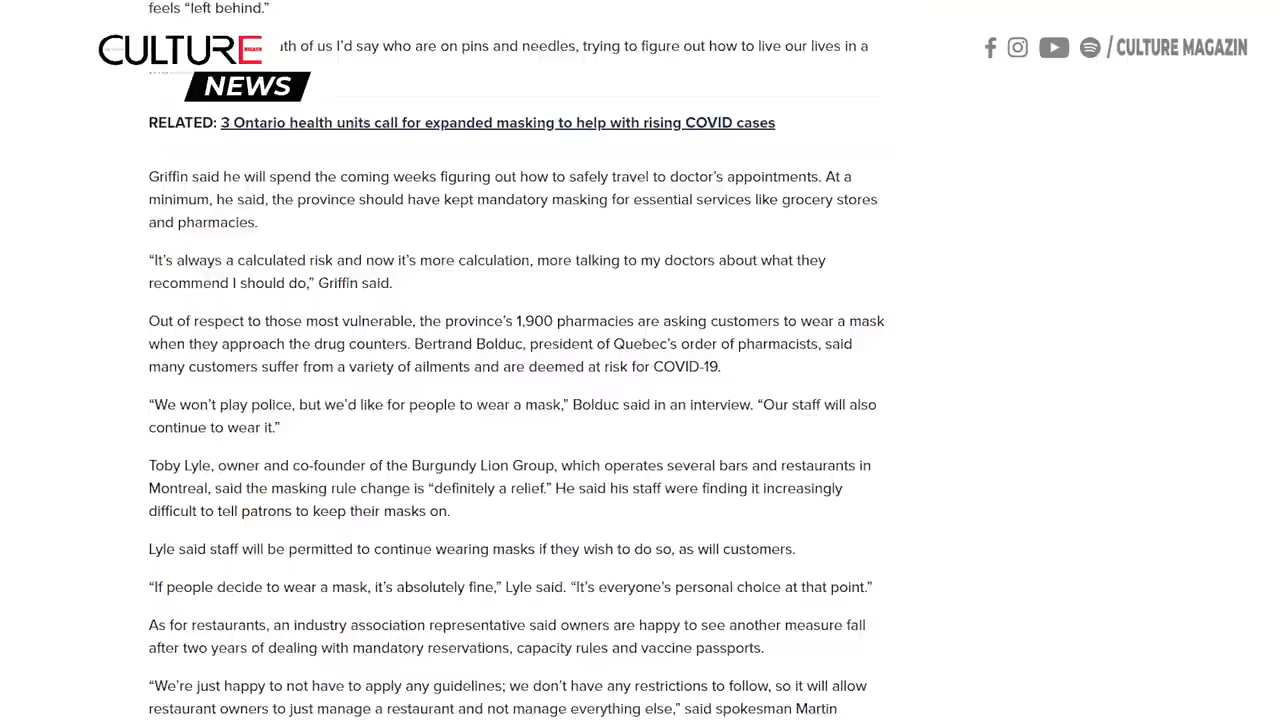 feels “left behind.”
CULTURE
NEWS
of us I’d say who are on pins and needles, trying to figure out how to live our lives in a
/ CULTURE MAGAZIN
RELATED: 3 Ontario health units call for expanded masking to help with rising COVID cases
Griffin said he will spend the coming weeks figuring out how to safely travel to doctor’s appointments. At a
minimum, he said, the province should have kept mandatory masking for essential services like grocery stores
and pharmacies.
“It’s always a calculated risk and now it’s more calculation, more talking to my doctors about what they
recommend I should do,” Griffin said.
Out of respect to those most vulnerable, the province’s 1,900 pharmacies are asking customers to wear a mask
when they approach the drug counters. Bertrand Bolduc, president of Quebec’s order of pharmacists, said
many customers suffer from a variety of ailments and are deemed at risk for COVID-19.
“We won’t play police, but we’d like for people to wear a mask,” Bolduc said in an interview. “Our staff will also
continue to wear it.”
Toby Lyle, owner and co-founder of the Burgundy Lion Group, which operates several bars and restaurants in
Montreal, said the masking rule change is “definitely a relief.” He said his staff were finding it increasingly
difficult to tell patrons to keep their masks on.
Lyle said staff will be permitted to continue wearing masks if they wish to do so, as will customers.
“If people decide to wear a mask, it’s absolutely fine,” Lyle said. “It’s everyone’s personal choice at that point.”
As for restaurants, an industry association representative said owners are happy to see another measure fall
after two years of dealing with mandatory reservations, capacity rules and vaccine passports.
“We’re just happy to not have to apply any guidelines; we don’t have any restrictions to follow, so it will allow
restaurant owners to just manage a restaurant and not manage everything else,” said spokesman Martin